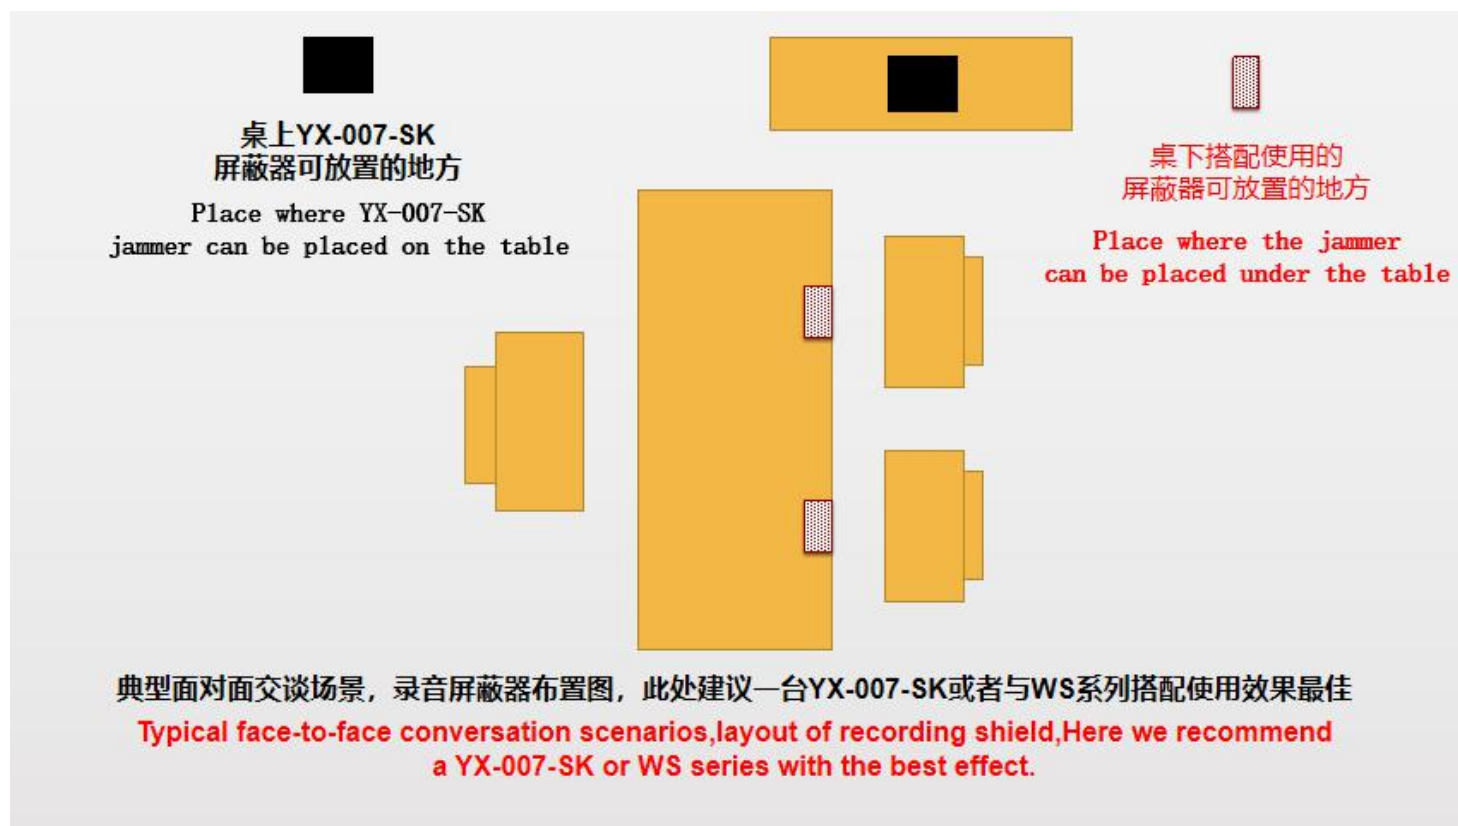 桌上YX-007-SK
屏蔽器可放置的地方
Place where YX-007-SK
jammer can be placed on the table
桌下搭配使用的
屏蔽器可放置的地方
Place where the jammer
can be placed under the table
典型面对面交谈场景，录音屏蔽器布置图，此处建议一台YX-007-SK或者与WS系列搭配使用效果最佳
Typical face-to-face conversation scenarios,layout of recording shield,Here we recommend
a YX-007-SK or WS series with the best effect.